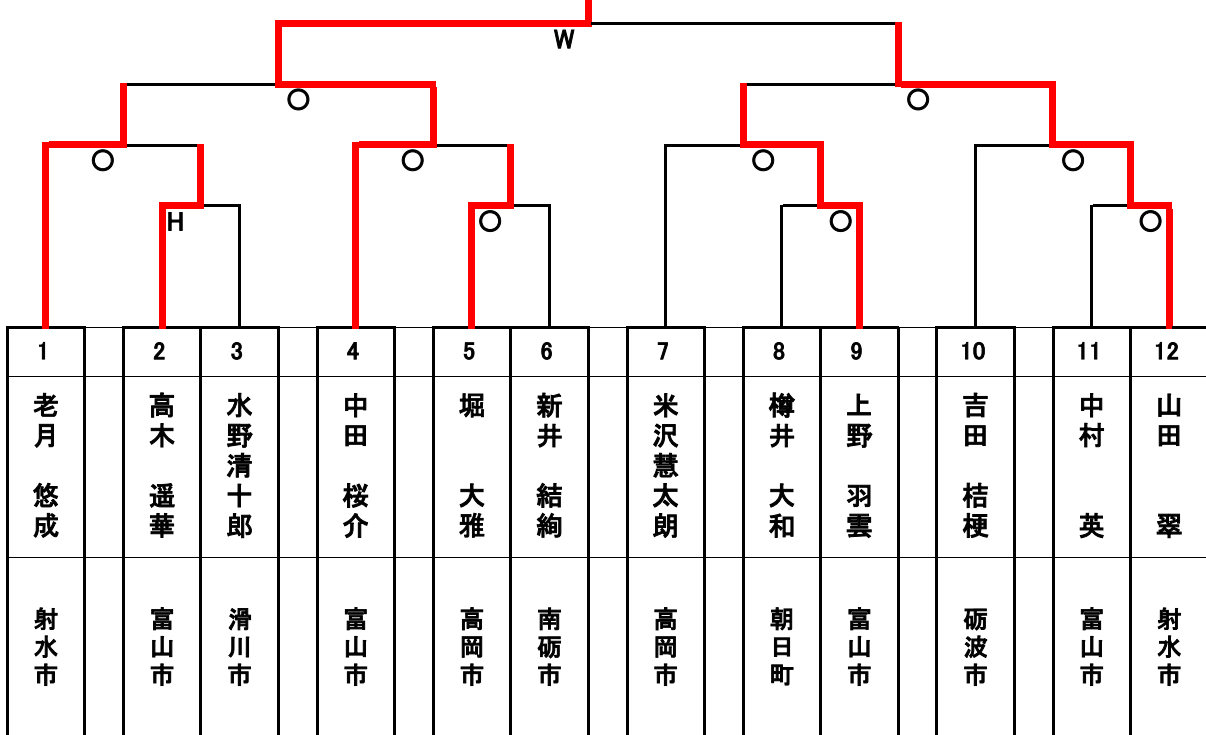 W
○ ○
○ ○ ○ ○
H ○ ○ ○
1 2 3 4 5 6 7 8 9 10 11 12
老月 悠成
高木 遥華
水野清十郎
中田 桜介
堀 大雅
新井 結絢
米沢慧太朗
樽井 大和
上野 羽雲
吉田 桔梗
中村 英
山田 翠
射水市
富山市
滑川市
富山市
高岡市
南砺市
高岡市
朝日町
富山市
砺波市
富山市
射水市